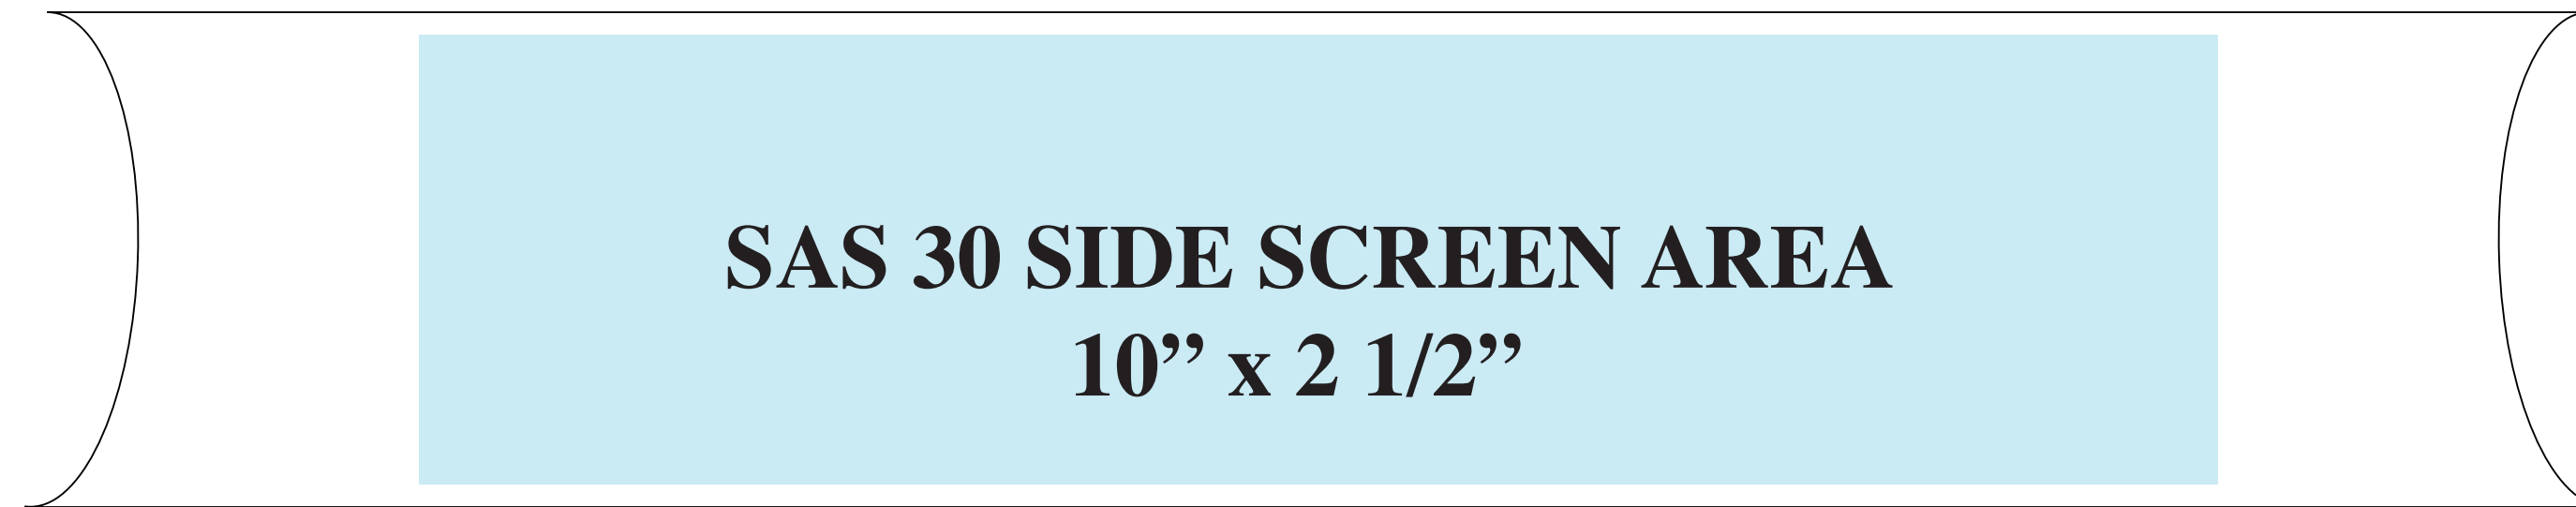 SAS 30 SIDE SCREEN AREA
10” x 2 1/2”